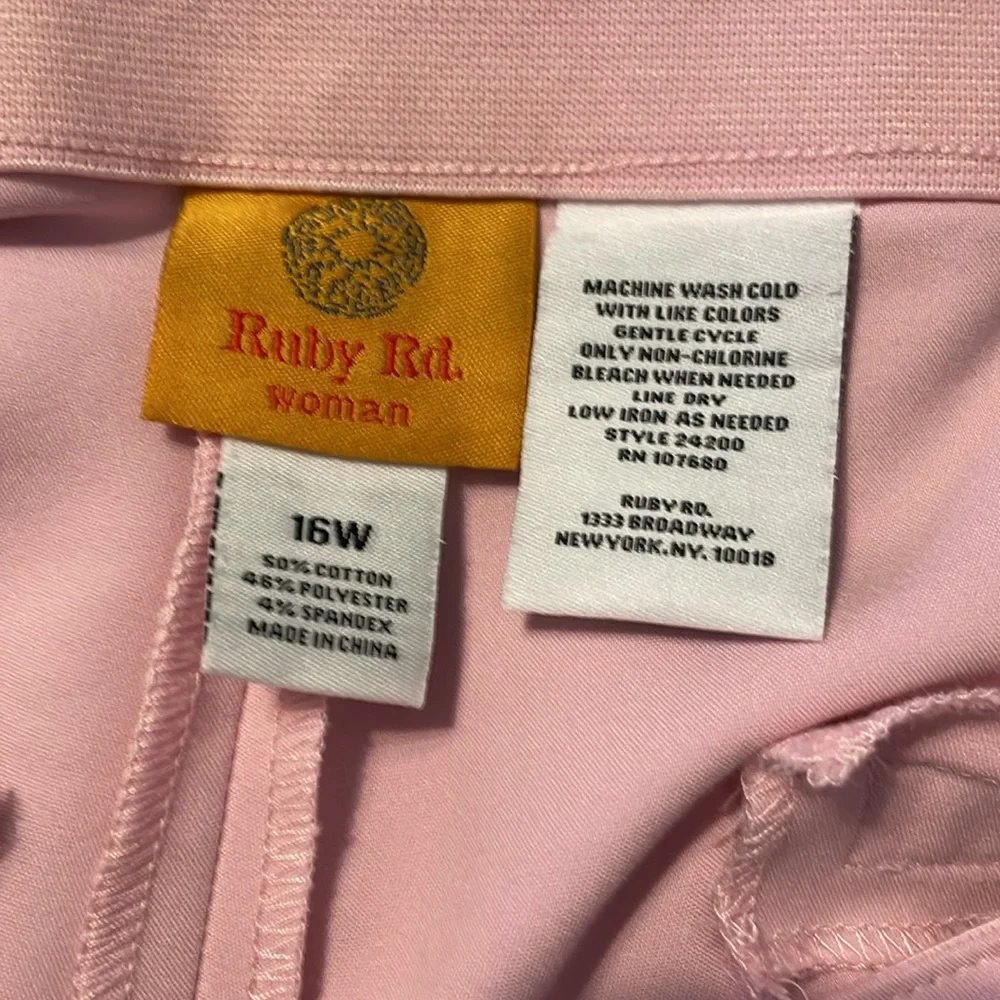 Ruby Rd.
woman
16W
50% COTTON
46% POLYESTER
4% SPANDEX
MADE IN CHINA
MACHINE WASH COLD
WITH LIKE COLORS
GENTLE CYCLE
ONLY NON-CHLORINE
BLEACH WHEN NEEDED
LINE DRY
LOW IRON AS NEEDED
STYLE 24200
RN 107680
RUBY RD.
1333 BROADWAY
NEW YORK.NY. 10018